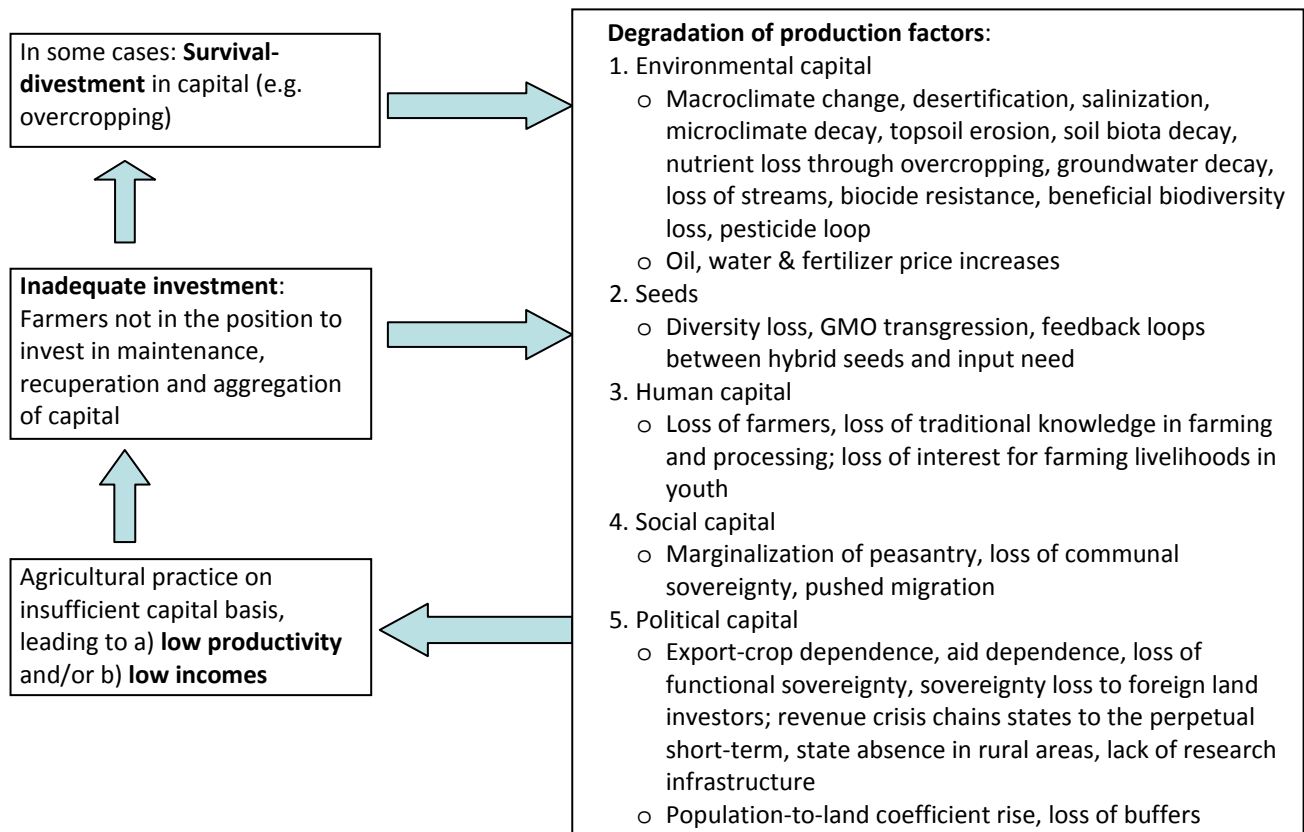 In some cases: Survival-
divestment in capital (e.g.
overcropping)
Inadequate investment:
Farmers not in the position to
invest in maintenance,
recuperation and aggregation
of capital
Agricultural practice on
insufficient capital basis,
leading to a) low productivity
and/or b) low incomes
Degradation of production factors:
1. Environmental capital
o Macroclimate change, desertification, salinization,
microclimate decay, topsoil erosion, soil biota decay,
nutrient loss through overcropping, groundwater decay,
loss of streams, biocide resistance, beneficial biodiversity
loss, pesticide loop
o Oil, water & fertilizer price increases
2. Seeds
o Diversity loss, GMO transgression, feedback loops
between hybrid seeds and input need
3. Human capital
o Loss of farmers, loss of traditional knowledge in farming
and processing; loss of interest for farming livelihoods in
youth
4. Social capital
o Marginalization of peasantry, loss of communal
sovereignty, pushed migration
5. Political capital
o Export-crop dependence, aid dependence, loss of
functional sovereignty, sovereignty loss to foreign land
investors; revenue crisis chains states to the perpetual
short-term, state absence in rural areas, lack of research
infrastructure
o Population-to-land coefficient rise, loss of buffers